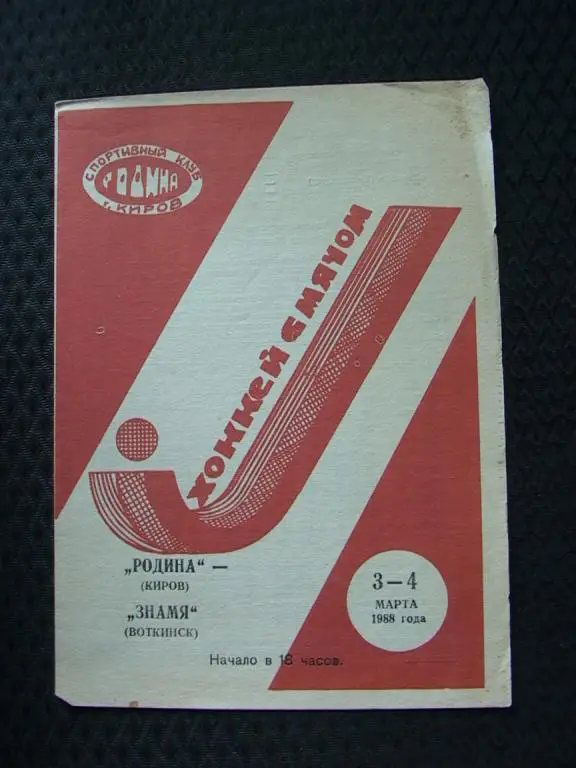 СПОРТИВНЫЙ КЛУБ
РОДИНА
г. КИРОВ
ХОККЕЙ С МЯЧОМ
„РОДИНА“ —
(КИРОВ)
„ЗНАМЯ“
(ВОТКИНСК)
3—4
МАРТА
1988 года
Начало в 18 часов.